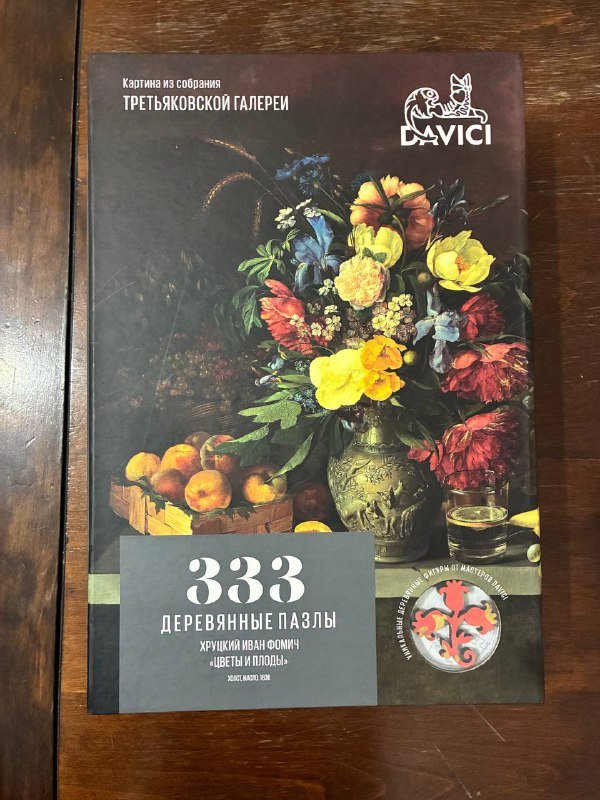 Картина из собрания
ТРЕТЬЯКОВСКОЙ ГАЛЕРЕИ
DAVICI
333
ДЕРЕВЯННЫЕ ПАЗЛЫ
ХРУЦКИЙ ИВАН ФОМИЧ
«ЦВЕТЫ И ПЛОДЫ»
ХОЛСТ, МАСЛО, 1838
УНИКАЛЬНЫЕ ДЕРЕВЯННЫЕ ФИГУРЫ ОТ МАСТЕРОВ DAVICI